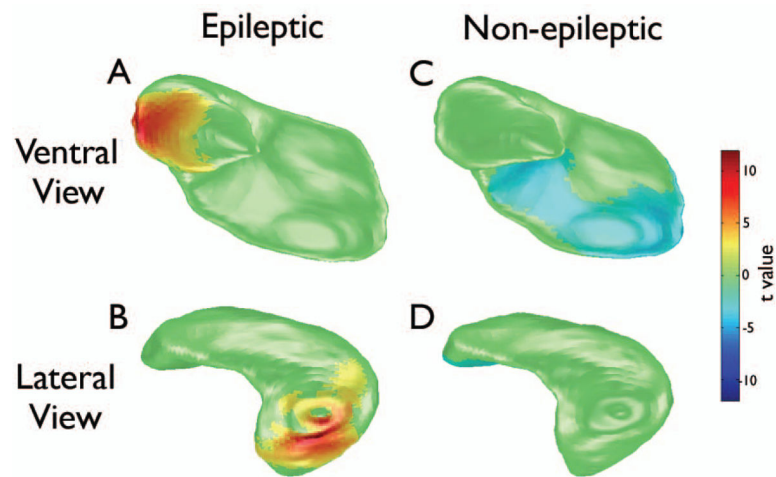 Epileptic
Non-epileptic
A
C
Ventral
View
B
D
Lateral
View
10
5
0
-5
-10
t value